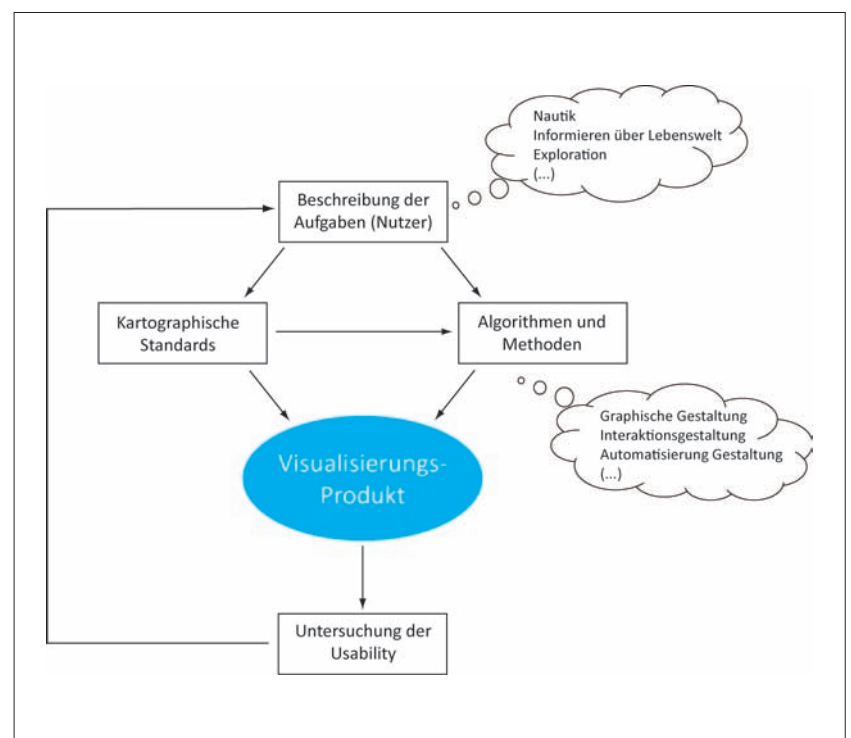 Nautik
Informieren über Lebenswelt
Exploration
(...)
Beschreibung der
Aufgaben (Nutzer)
Kartographische
Standards
Algorithmen und
Methoden
Graphische Gestaltung
Interaktionsgestaltung
Automatisierung Gestaltung
(...)
Visualisierungs-
Produkt
Untersuchung der
Usability